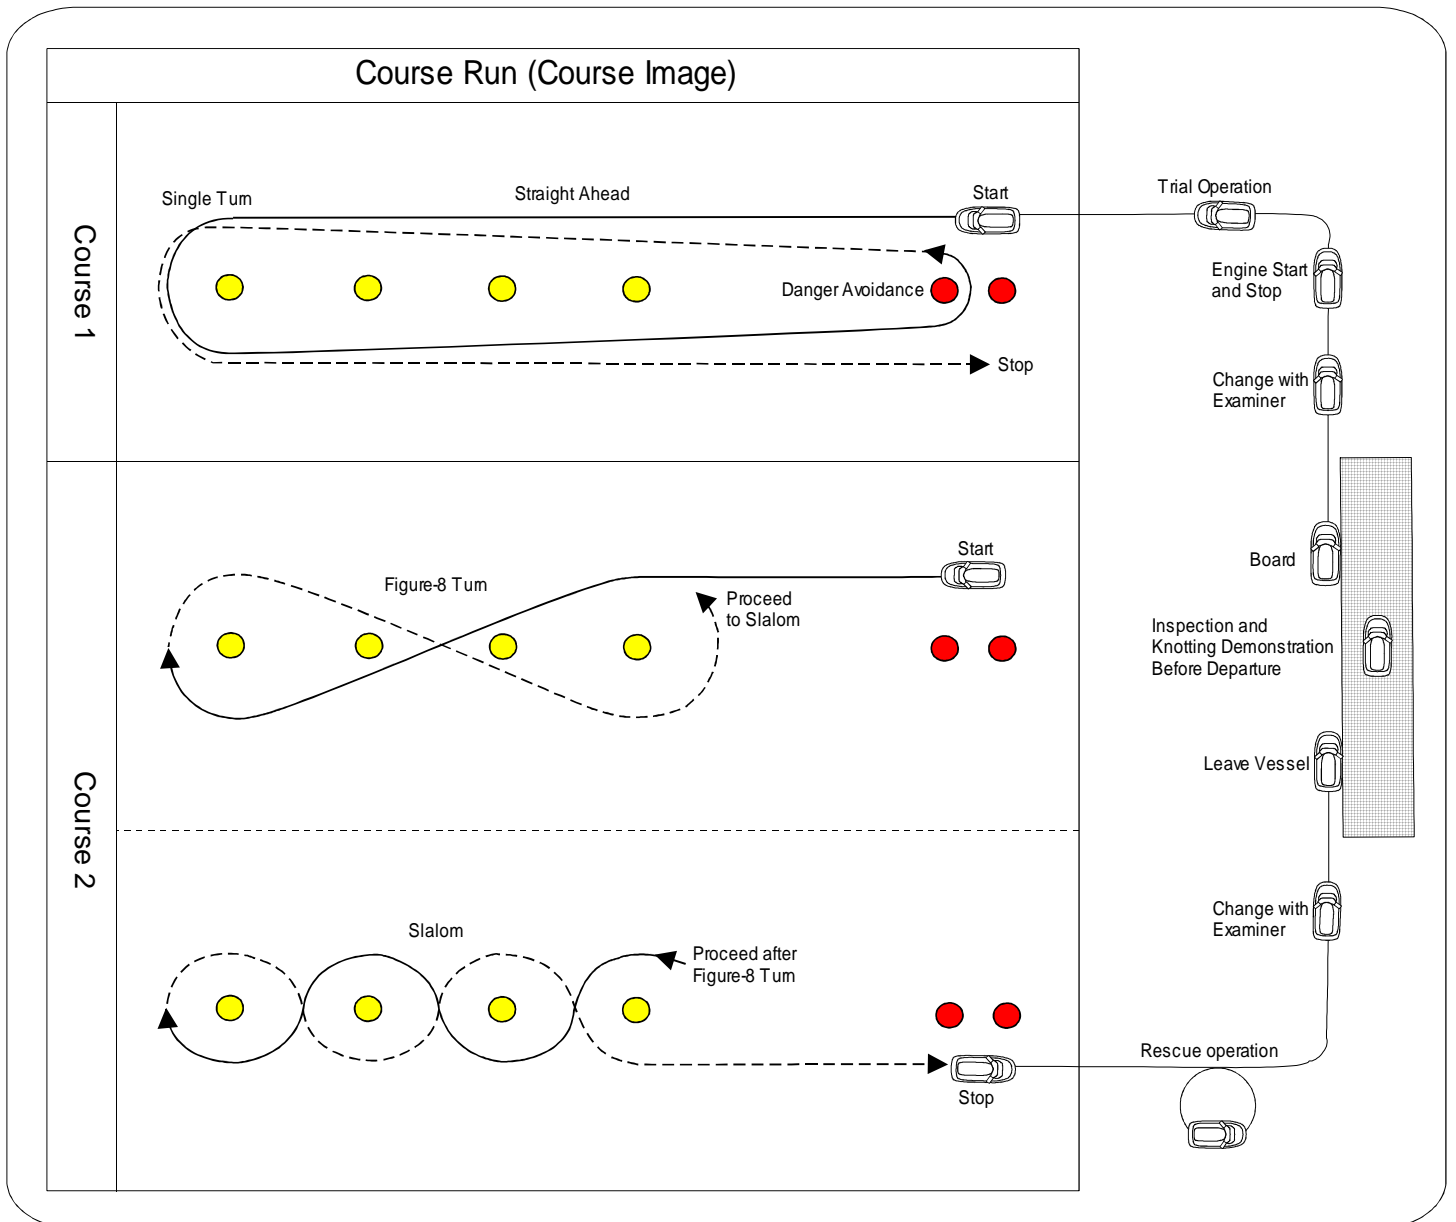 Course Run (Course Image)
Course 1
Single Turn
Straight Ahead
Start
Danger Avoidance
Stop
Trial Operation
Engine Start
and Stop
Change with
Examiner
Board
Inspection and
Knotting Demonstration
Before Departure
Leave Vessel
Change with
Examiner
Rescue operation
Course 2
Figure-8 Turn
Start
Proceed
to Slalom
Slalom
Proceed after
Figure-8 Turn
Stop